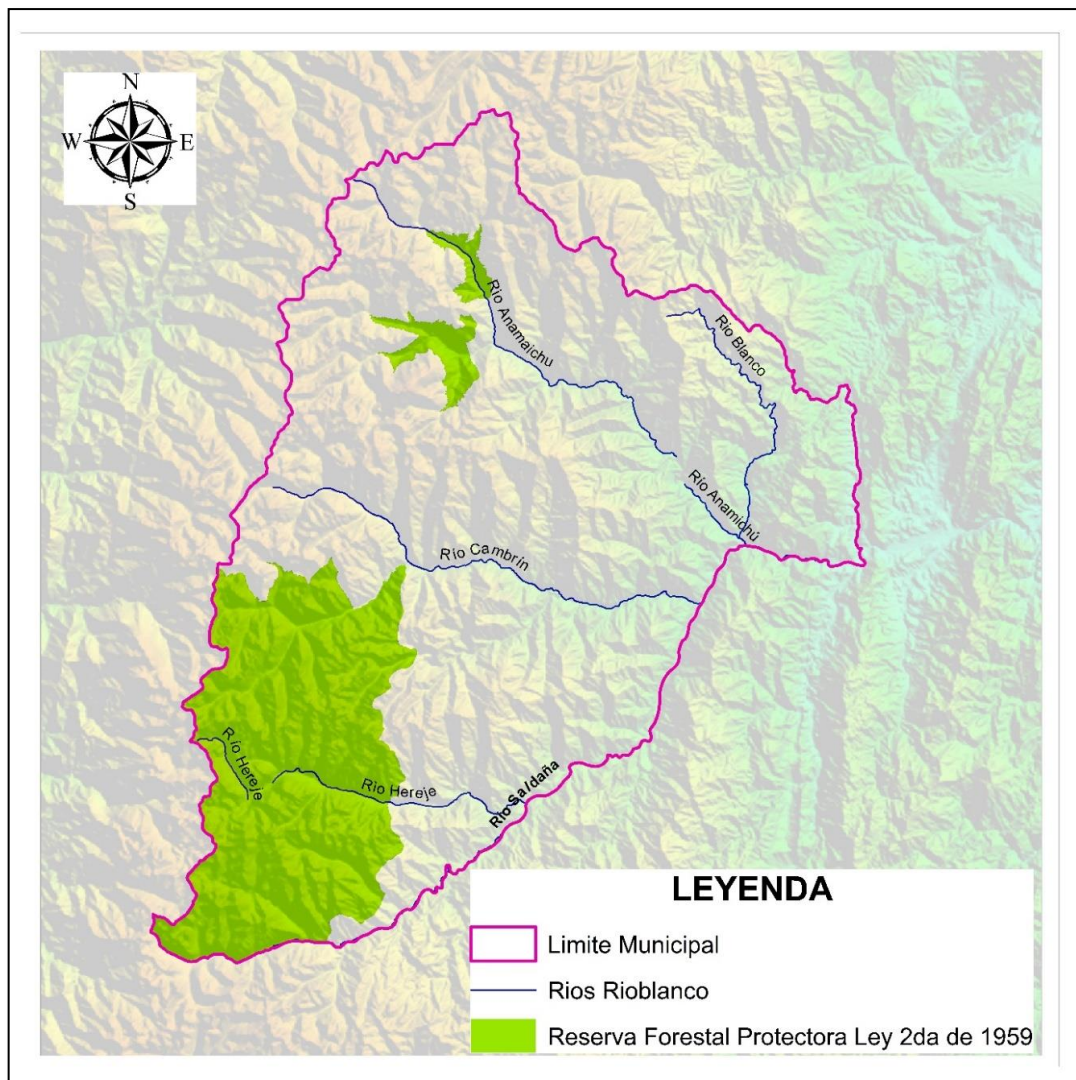 N
W E
S
Río Anamaichu
Río Blanco
Río Anamichú
Río Cambrín
Río Hereje
Río Hereje
Río Saldaña
LEYENDA
Limite Municipal
Rios Rioblanco
Reserva Forestal Protectora Ley 2da de 1959